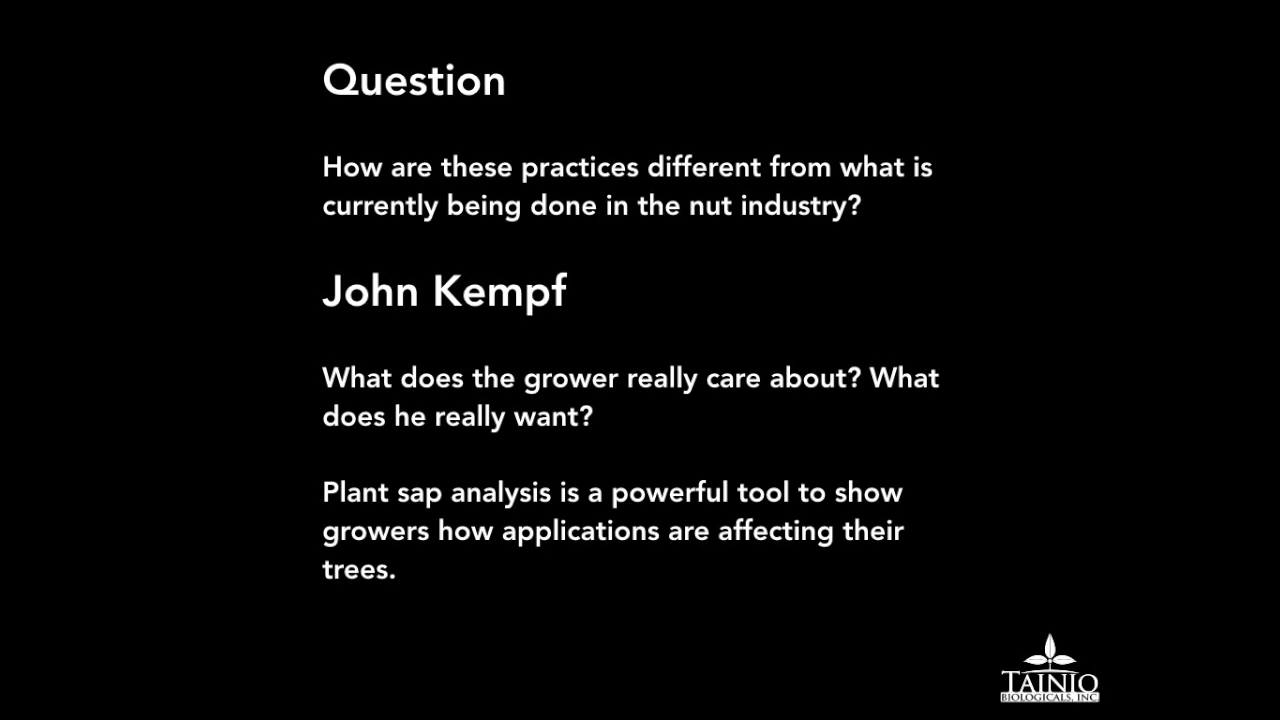 Question
How are these practices different from what is
currently being done in the nut industry?
John Kempf
What does the grower really care about? What
does he really want?
Plant sap analysis is a powerful tool to show
growers how applications are affecting their
trees.
TAINIO
BIOLOGICALS, INC